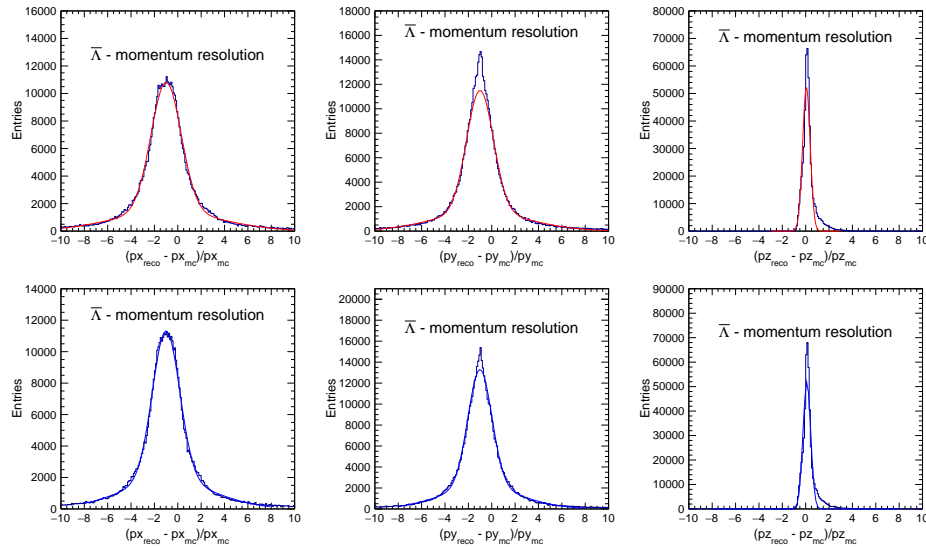 Λ̅ - momentum resolution
Entries
14000
12000
10000
8000
6000
4000
2000
0
−10 −8 −6 −4 −2 0 2 4 6 8 10
(px_reco - px_mc)/px_mc
Λ̅ - momentum resolution
Entries
18000
16000
14000
12000
10000
8000
6000
4000
2000
0
−10 −8 −6 −4 −2 0 2 4 6 8 10
(py_reco - py_mc)/py_mc
Λ̅ - momentum resolution
Entries
80000
70000
60000
50000
40000
30000
20000
10000
0
−10 −8 −6 −4 −2 0 2 4 6 8 10
(pz_reco - pz_mc)/pz_mc
Λ̅ - momentum resolution
Entries
14000
12000
10000
8000
6000
4000
2000
0
−10 −8 −6 −4 −2 0 2 4 6 8 10
(px_reco - px_mc)/px_mc
Λ̅ - momentum resolution
Entries
20000
18000
16000
14000
12000
10000
8000
6000
4000
2000
0
−10 −8 −6 −4 −2 0 2 4 6 8 10
(py_reco - py_mc)/py_mc
Λ̅ - momentum resolution
Entries
90000
80000
70000
60000
50000
40000
30000
20000
10000
0
−10 −8 −6 −4 −2 0 2 4 6 8 10
(pz_reco - pz_mc)/pz_mc